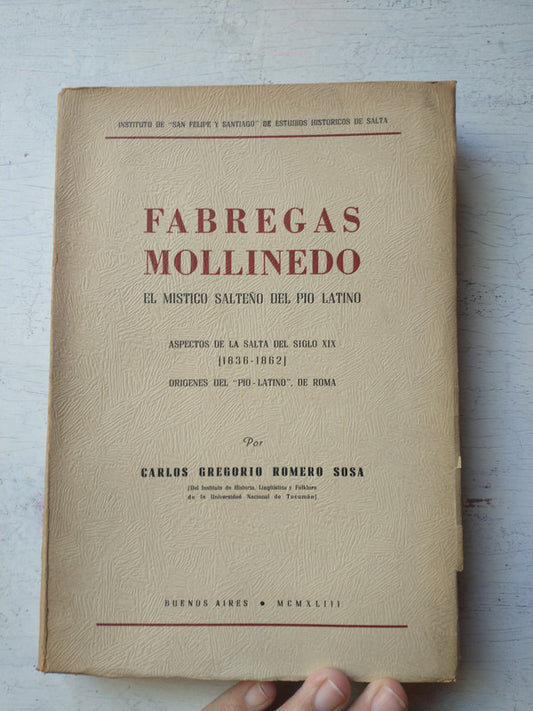 INSTITUTO DE "SAN FELIPE Y SANTIAGO" DE ESTUDIOS HISTORICOS DE SALTA
FABREGAS
MOLLINEDO
EL MISTICO SALTEÑO DEL PIO LATINO
ASPECTOS DE LA SALTA DEL SIGLO XIX
[1836-1862]
ORIGENES DEL "PIO-LATINO", DE ROMA
Por
CARLOS GREGORIO ROMERO SOSA
[Del Instituto de Historia, Lingüística y Folklore
de la Universidad Nacional de Tucumán]
BUENOS AIRES • MCMXLIII